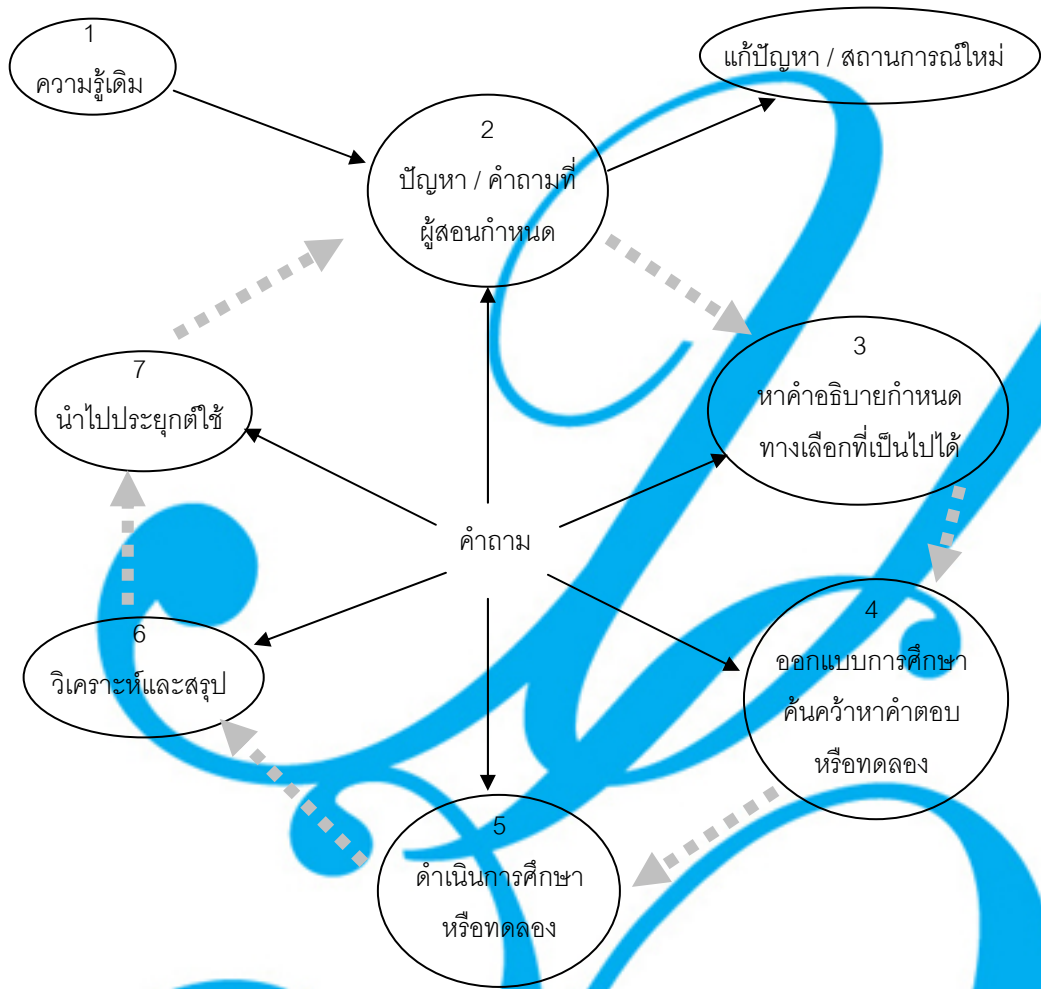 1
ความรู้เดิม
แก้ปัญหา / สถานการณ์ใหม่
2
ปัญหา / คำถามที่
ผู้สอนกำหนด
3
หาคำอธิบายกำหนด
ทางเลือกที่เป็นไปได้
7
นำไปประยุกต์ใช้
คำถาม
4
ออกแบบการศึกษา
ค้นคว้าหาคำตอบ
หรือทดลอง
6
วิเคราะห์และสรุป
5
ดำเนินการศึกษา
หรือทดลอง